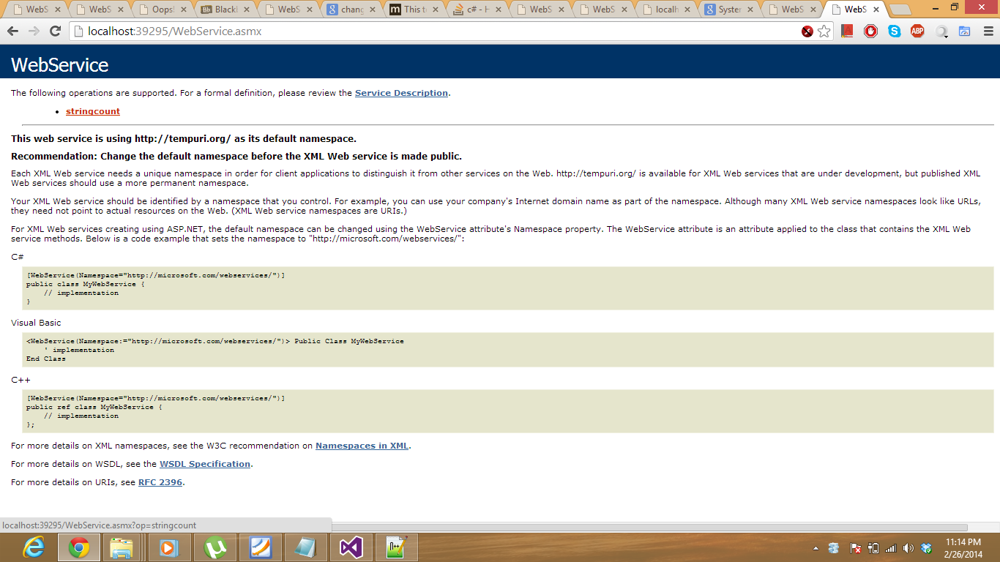 WebS
WebS
Oops!
Bb Blackl
WebS
chang
This t
c# - H
WebS
WebS
localh
Syster
WebS
WebS
localhost:39295/WebService.asmx
ABP
WebService
The following operations are supported. For a formal definition, please review the Service Description.
• stringcount
This web service is using http://tempuri.org/ as its default namespace.
Recommendation: Change the default namespace before the XML Web service is made public.
Each XML Web service needs a unique namespace in order for client applications to distinguish it from other services on the Web. http://tempuri.org/ is available for XML Web services that are under development, but published XML
Web services should use a more permanent namespace.
Your XML Web service should be identified by a namespace that you control. For example, you can use your company's Internet domain name as part of the namespace. Although many XML Web service namespaces look like URLs,
they need not point to actual resources on the Web. (XML Web service namespaces are URIs.)
For XML Web services creating using ASP.NET, the default namespace can be changed using the WebService attribute's Namespace property. The WebService attribute is an attribute applied to the class that contains the XML Web
service methods. Below is a code example that sets the namespace to "http://microsoft.com/webservices/":
C#
[WebService(Namespace="http://microsoft.com/webservices/")]
public class MyWebService {
// implementation
}
Visual Basic
<WebService(Namespace:="http://microsoft.com/webservices/")> Public Class MyWebService
' implementation
End Class
C++
[WebService(Namespace="http://microsoft.com/webservices/")]
public ref class MyWebService {
// implementation
};
For more details on XML namespaces, see the W3C recommendation on Namespaces in XML.
For more details on WSDL, see the WSDL Specification.
For more details on URIs, see RFC 2396.
localhost:39295/WebService.asmx?op=stringcount
11:14 PM
2/26/2014